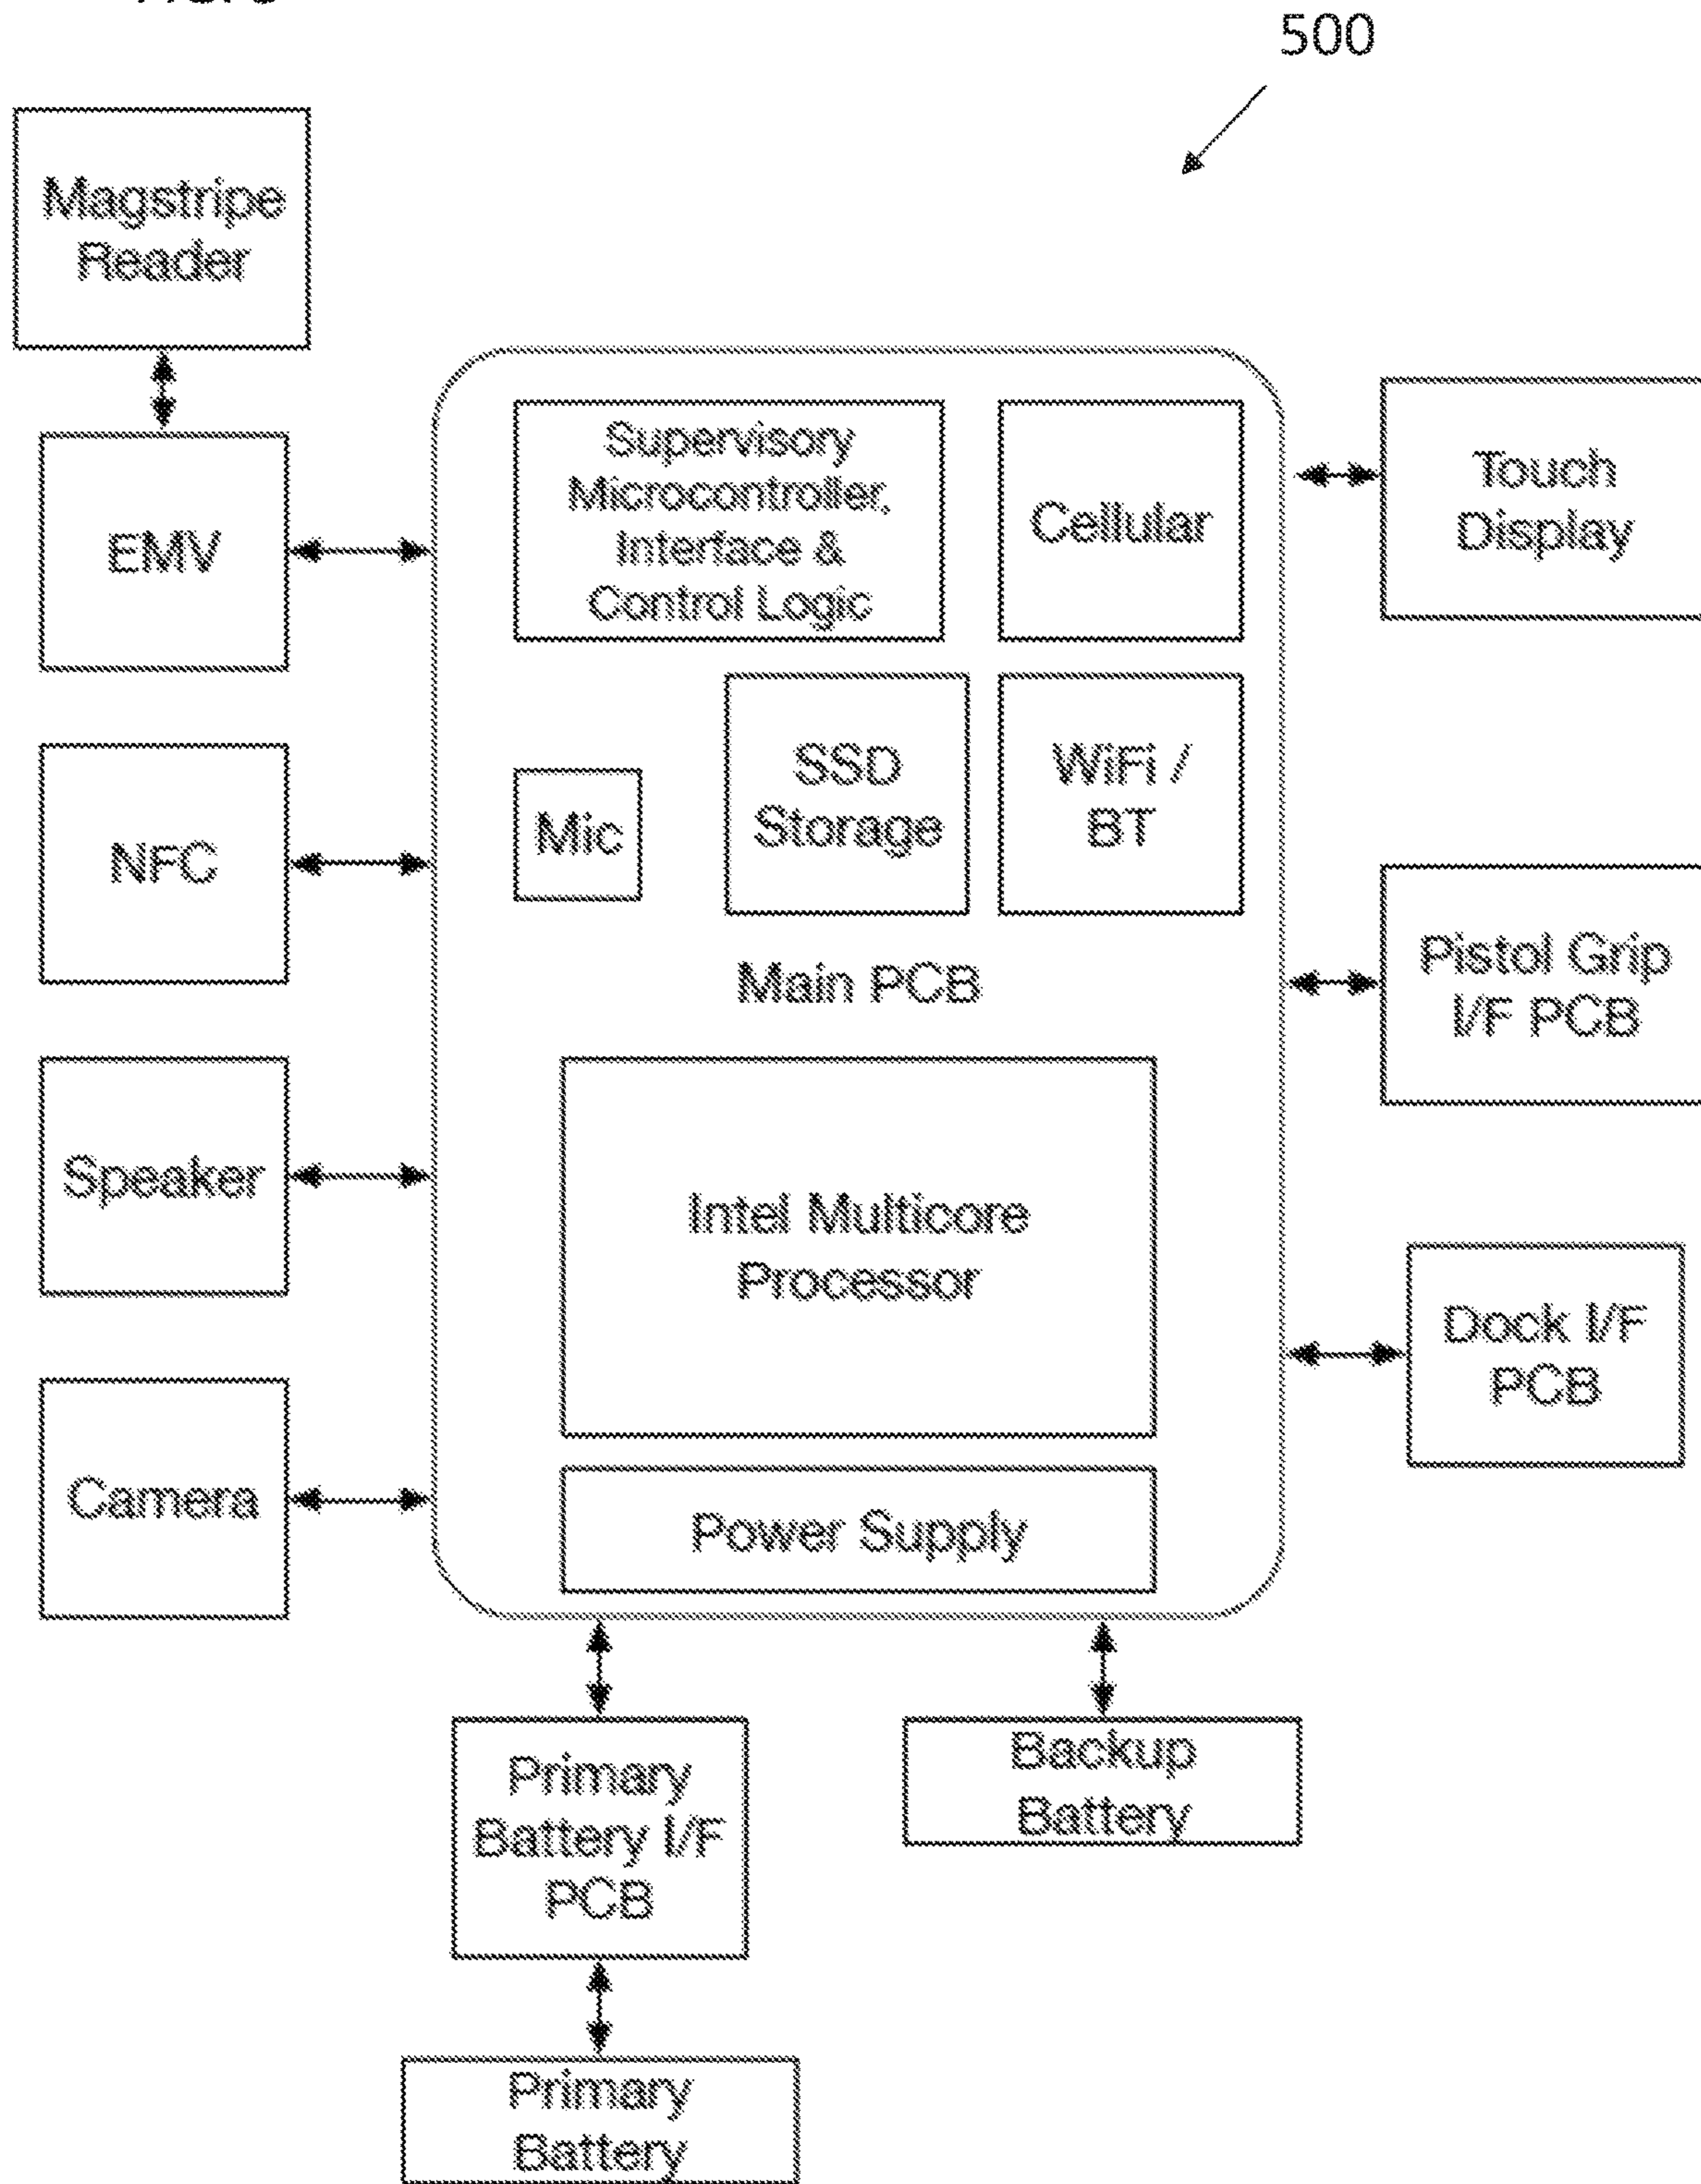 500
Magstripe
Reader
EMV
NFC
Speaker
Camera
Supervisory
Microcontroller,
Interface &
Control Logic
Cellular
Mic
SSD
Storage
WiFi /
BT
Main PCB
Intel Multicore
Processor
Power Supply
Touch
Display
Pistol Grip
I/F PCB
Dock I/F
PCB
Primary
Battery I/F
PCB
Backup
Battery
Primary
Battery